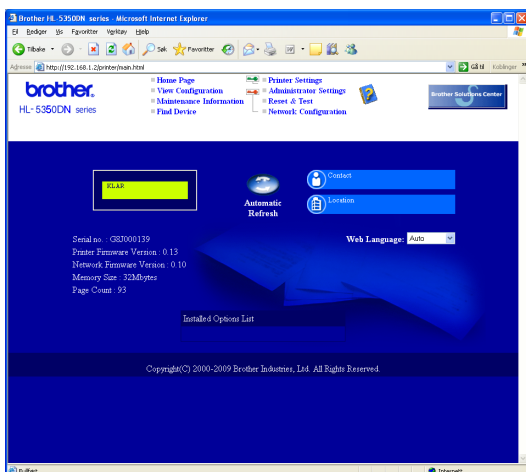 Brother HL-5350DN series - Microsoft Internet Explorer
Fil Rediger Vis Favoritter Verktøy Hjelp
Tilbake Søk Favoritter
Adresse http://192.168.1.2/printer/main.html Gå til Koblinger »
brother.
HL-5350DN series
Home Page
View Configuration
Maintenance Information
Find Device
Printer Settings
Administrator Settings
Reset & Test
Network Configuration
Brother Solutions Center
KLAR
Automatic
Refresh
Contact
Location
Serial no. : G8J000139
Printer Firmware Version : 0.13
Network Firmware Version : 0.10
Memory Size : 32Mbytes
Page Count : 93
Web Language: Auto
Installed Options List
Copyright(C) 2000-2009 Brother Industries, Ltd. All Rights Reserved.
Fullført Internett